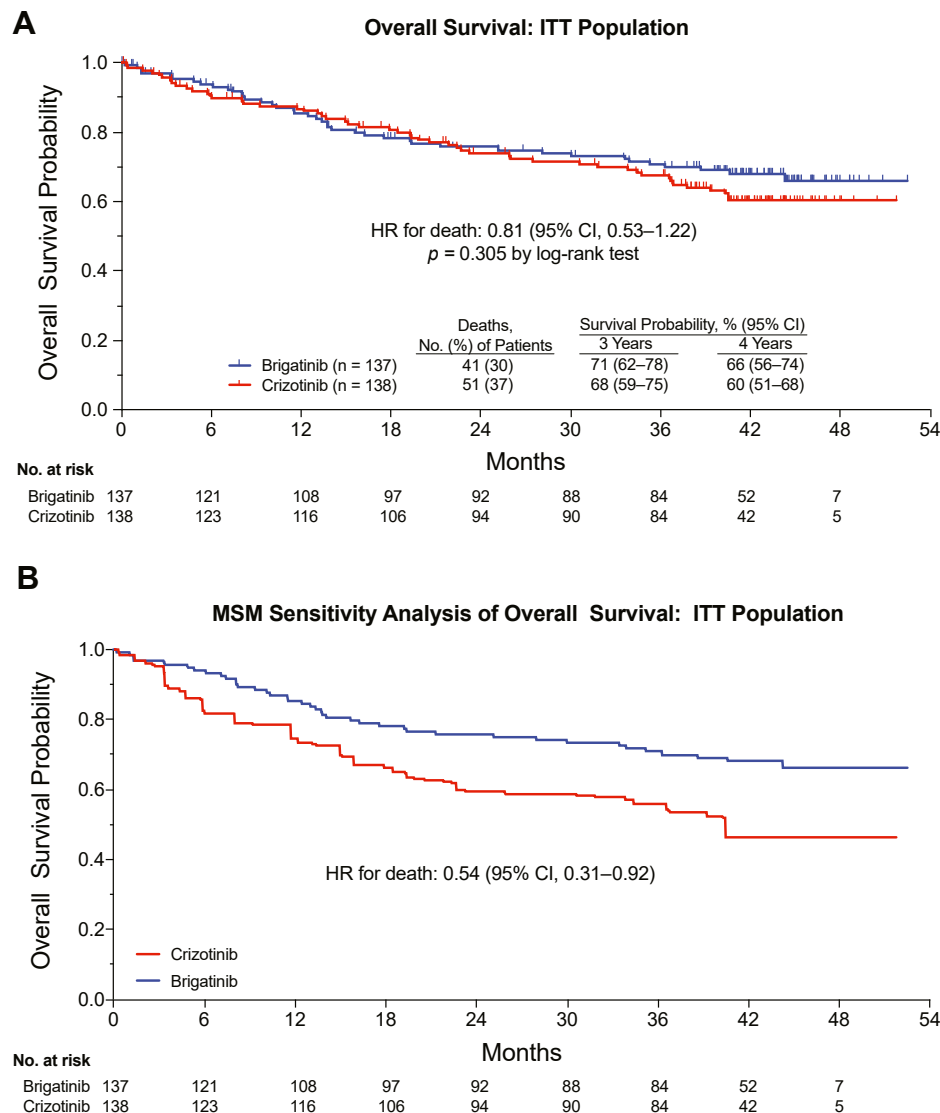 A
Overall Survival: ITT Population
Overall Survival Probability
1.0
0.8
0.6
0.4
0.2
0.0
HR for death: 0.81 (95% CI, 0.53–1.22)
p = 0.305 by log-rank test
Deaths, Survival Probability, % (95% CI)
No. (%) of Patients 3 Years 4 Years
Brigatinib (n = 137) 41 (30) 71 (62–78) 66 (56–74)
Crizotinib (n = 138) 51 (37) 68 (59–75) 60 (51–68)
0 6 12 18 24 30 36 42 48 54
Months
No. at risk
Brigatinib 137 121 108 97 92 88 84 52 7
Crizotinib 138 123 116 106 94 90 84 42 5
B
MSM Sensitivity Analysis of Overall Survival: ITT Population
Overall Survival Probability
1.0
0.8
0.6
0.4
0.2
0.0
HR for death: 0.54 (95% CI, 0.31–0.92)
Crizotinib
Brigatinib
0 6 12 18 24 30 36 42 48 54
Months
No. at risk
Brigatinib 137 121 108 97 92 88 84 52 7
Crizotinib 138 123 116 106 94 90 84 42 5